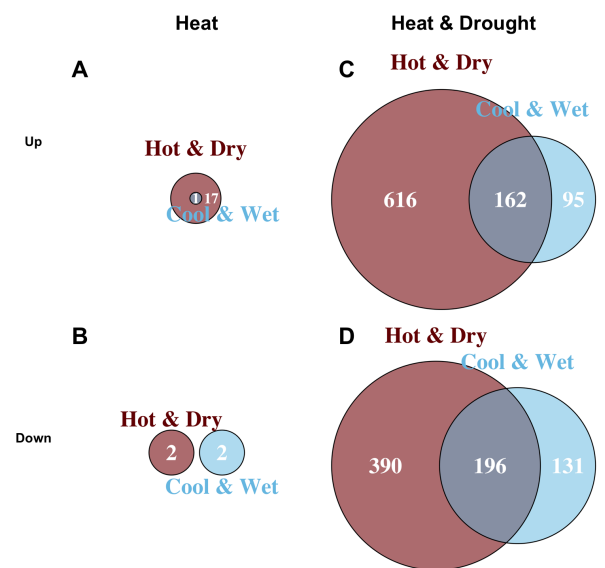 Heat
Heat & Drought
A
C
Hot & Dry
Cool & Wet
Up
Hot & Dry
1 17
Cool & Wet
616 162 95
B
D
Hot & Dry
Cool & Wet
Down
Hot & Dry
2 2
Cool & Wet
390 196 131